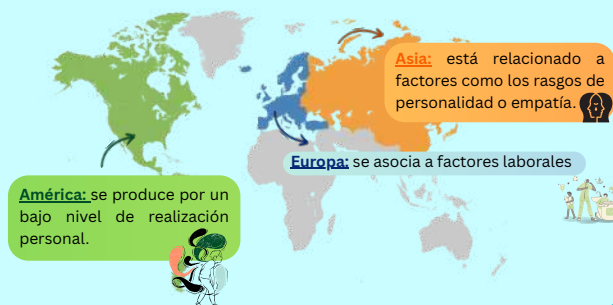 Asia: está relacionado a
factores como los rasgos de
personalidad o empatía.
Europa: se asocia a factores laborales
América: se produce por un
bajo nivel de realización
personal.